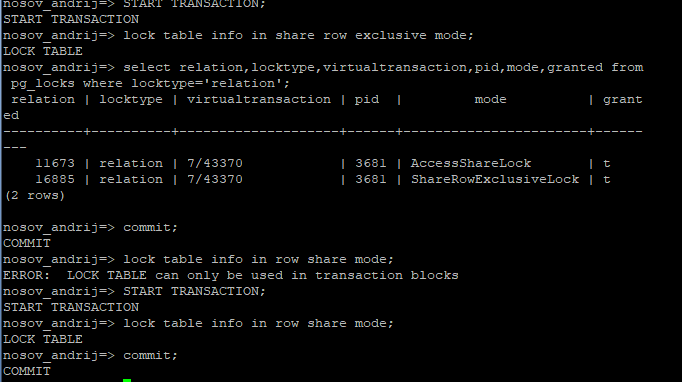 nosov_andrij=> START TRANSACTION;
START TRANSACTION
nosov_andrij=> lock table info in share row exclusive mode;
LOCK TABLE
nosov_andrij=> select relation,locktype,virtualtransaction,pid,mode,granted from
 pg_locks where locktype='relation';
 relation | locktype | virtualtransaction | pid  |         mode          | grant
ed
----------+----------+--------------------+------+-----------------------+------
---
    11673 | relation | 7/43370            | 3681 | AccessShareLock       | t
    16885 | relation | 7/43370            | 3681 | ShareRowExclusiveLock | t
(2 rows)

nosov_andrij=> commit;
COMMIT
nosov_andrij=> lock table info in row share mode;
ERROR:  LOCK TABLE can only be used in transaction blocks
nosov_andrij=> START TRANSACTION;
START TRANSACTION
nosov_andrij=> lock table info in row share mode;
LOCK TABLE
nosov_andrij=> commit;
COMMIT